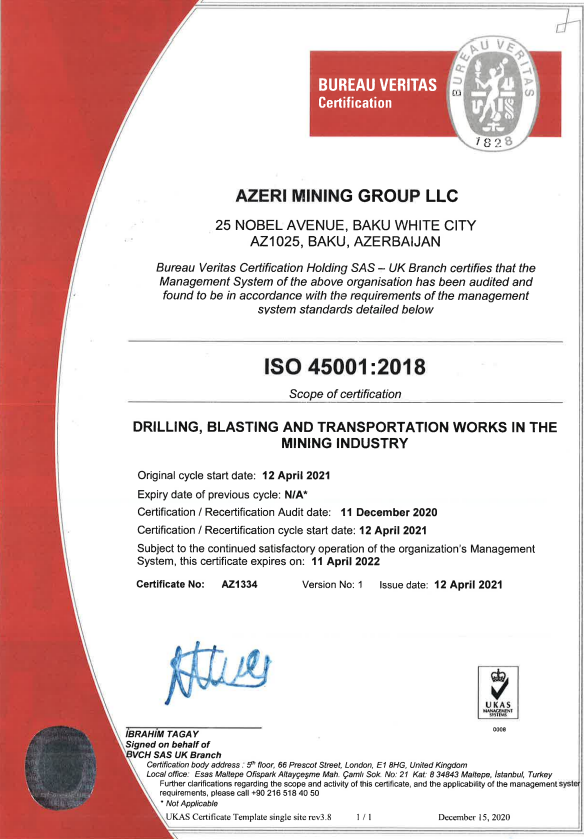 BUREAU VERITAS
Certification
BUREAU VERITAS
1828
AZERI MINING GROUP LLC
25 NOBEL AVENUE, BAKU WHITE CITY
AZ1025, BAKU, AZERBAIJAN
Bureau Veritas Certification Holding SAS – UK Branch certifies that the
Management System of the above organisation has been audited and
found to be in accordance with the requirements of the management
system standards detailed below
ISO 45001:2018
Scope of certification
DRILLING, BLASTING AND TRANSPORTATION WORKS IN THE
MINING INDUSTRY
Original cycle start date: 12 April 2021
Expiry date of previous cycle: N/A*
Certification / Recertification Audit date: 11 December 2020
Certification / Recertification cycle start date: 12 April 2021
Subject to the continued satisfactory operation of the organization's Management
System, this certificate expires on: 11 April 2022
Certificate No: AZ1334 Version No: 1 Issue date: 12 April 2021
UKAS
MANAGEMENT
SYSTEMS
0008
IBRAHIM TAGAY
Signed on behalf of
BVCH SAS UK Branch
Certification body address : 5th floor, 66 Prescot Street, London, E1 8HG, United Kingdom
Local office: Esas Maltepe Ofispark Altayçeşme Mah. Çamlı Sok. No: 21 Kat: 8 34843 Maltepe, İstanbul, Turkey
Further clarifications regarding the scope and activity of this certificate, and the applicability of the management system
requirements, please call +90 216 518 40 50
* Not Applicable
UKAS Certificate Template single site rev3.8 1 / 1 December 15, 2020